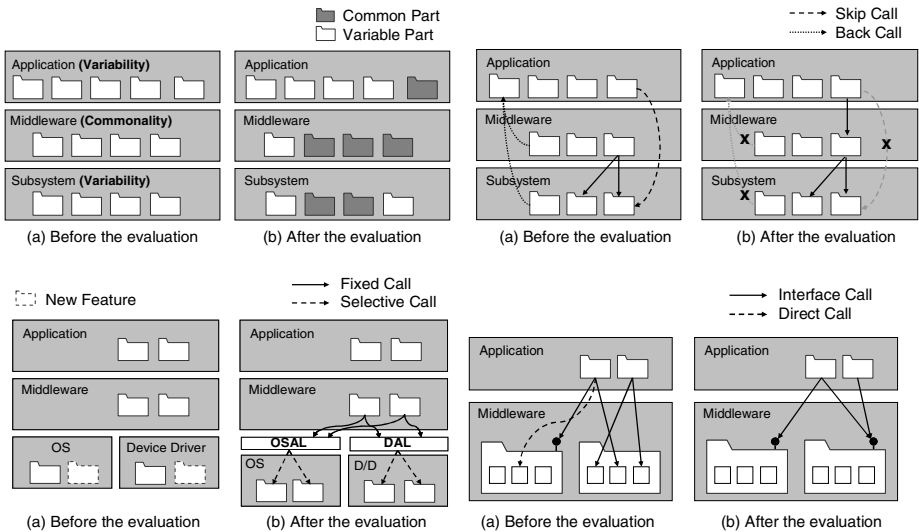 Common Part
Variable Part
Application (Variability)
Middleware (Commonality)
Subsystem (Variability)
(a) Before the evaluation
Application
Middleware
Subsystem
(b) After the evaluation
Skip Call
Back Call
Application
Middleware
Subsystem
(a) Before the evaluation
Application
Middleware
X
X
Subsystem
X
(b) After the evaluation
New Feature
Application
Middleware
OS
Device Driver
(a) Before the evaluation
Fixed Call
Selective Call
Application
Middleware
OSAL
DAL
OS
D/D
(b) After the evaluation
Interface Call
Direct Call
Application
Middleware
(a) Before the evaluation
Application
Middleware
(b) After the evaluation